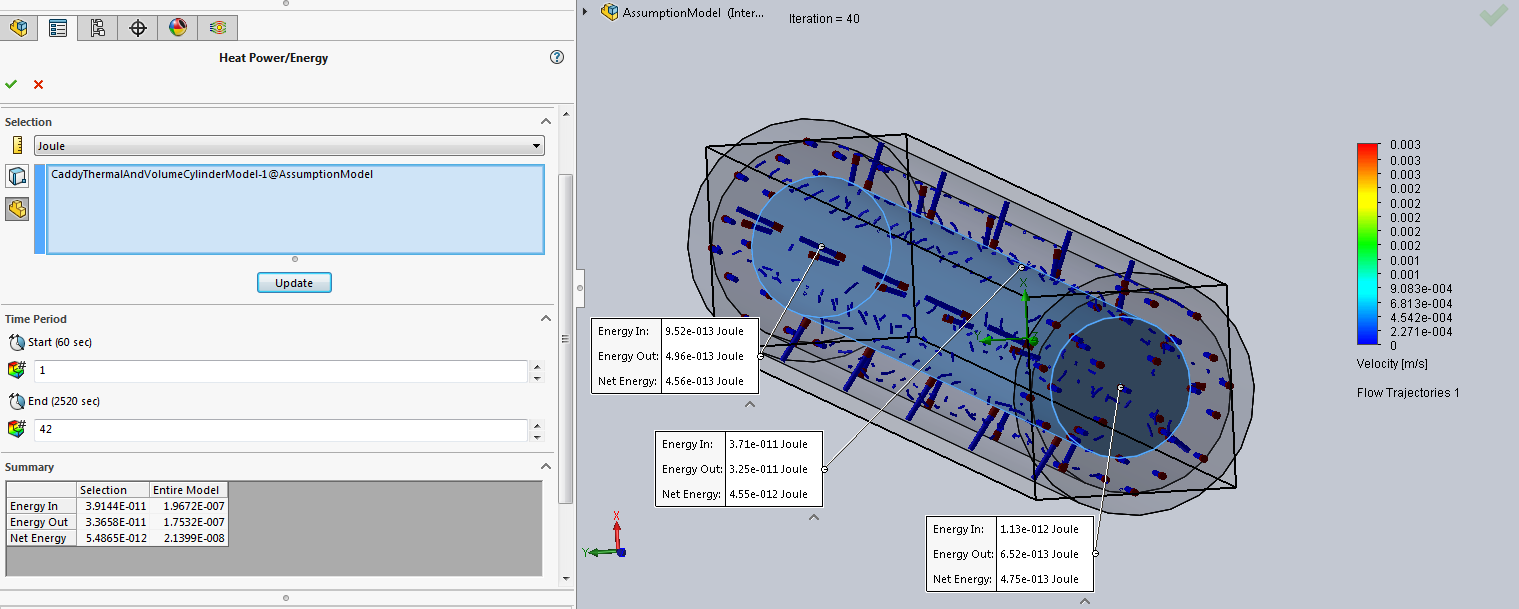 Heat Power/Energy
Selection
Joule
CaddyThermalAndVolumeCylinderModel-1@AssumptionModel
Update
Time Period
Start (60 sec)
1
End (2520 sec)
42
Summary
Selection Entire Model
Energy In 3.9144E-011 1.9672E-007
Energy Out 3.3658E-011 1.7532E-007
Net Energy 5.4865E-012 2.1399E-008
AssumptionModel (Inter...
Iteration = 40
Energy In: 9.52e-013 Joule
Energy Out: 4.96e-013 Joule
Net Energy: 4.56e-013 Joule
Energy In: 3.71e-011 Joule
Energy Out: 3.25e-011 Joule
Net Energy: 4.55e-012 Joule
Energy In: 1.13e-012 Joule
Energy Out: 6.52e-013 Joule
Net Energy: 4.75e-013 Joule
X
Y
X
0.003
0.003
0.003
0.002
0.002
0.002
0.002
0.002
0.001
0.001
9.083e-004
6.813e-004
4.542e-004
2.271e-004
0
Velocity [m/s]
Flow Trajectories 1